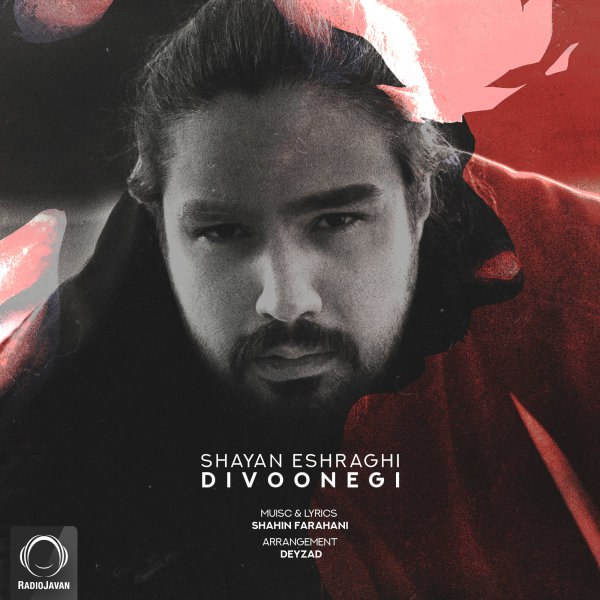 SHAYAN ESHRAGHI
DIVOONEGI
MUISC & LYRICS
SHAHIN FARAHANI
ARRANGEMENT
DEYZAD
RADIOJAVAN